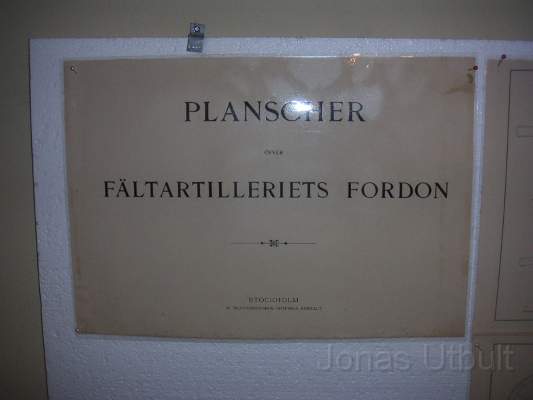 PLANSCHER
ÖFVER
FÄLTARTILLERIETS FORDON
STOCKHOLM
Jonas Utbult